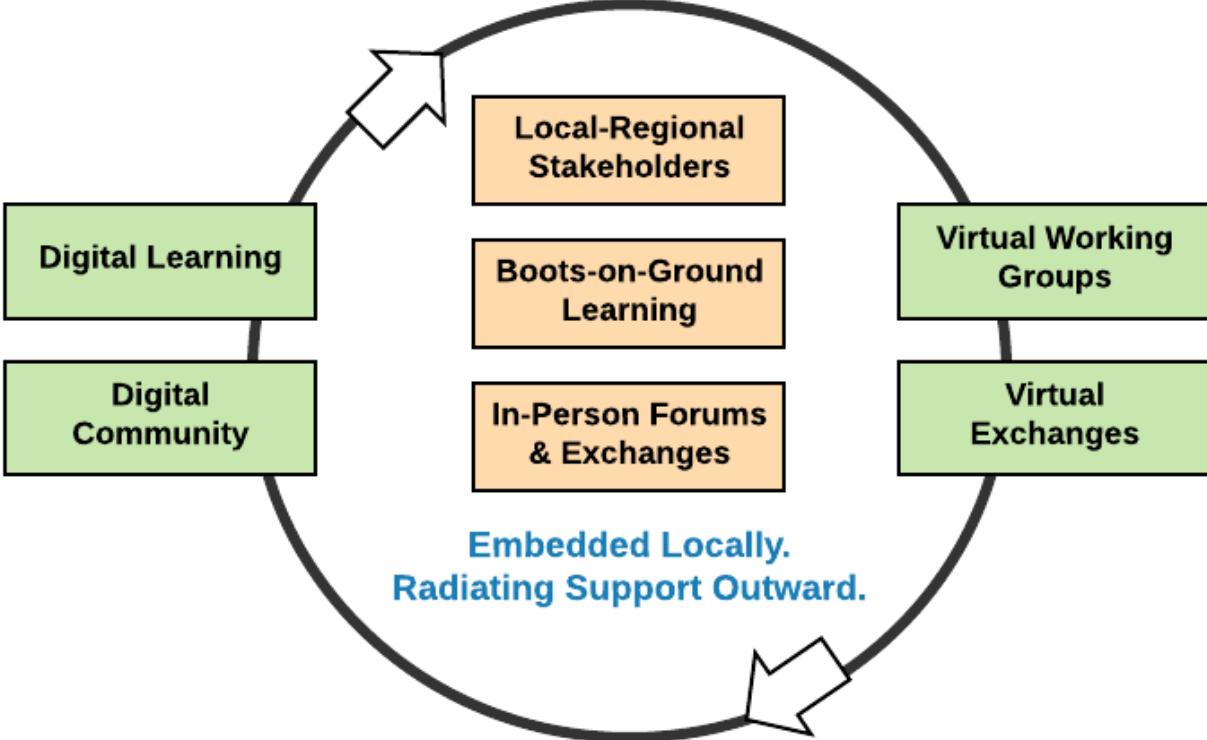 Local-Regional
Stakeholders
Digital Learning
Boots-on-Ground
Learning
Virtual Working
Groups
Digital
Community
In-Person Forums
& Exchanges
Virtual
Exchanges
Embedded Locally.
Radiating Support Outward.